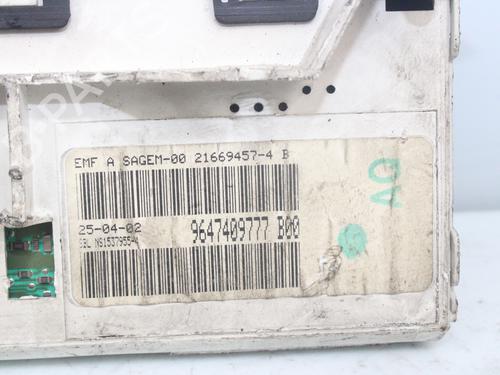 EMF A SAGEM-00 21669457-4 B
25-04-02
9647409777 B00
AQ